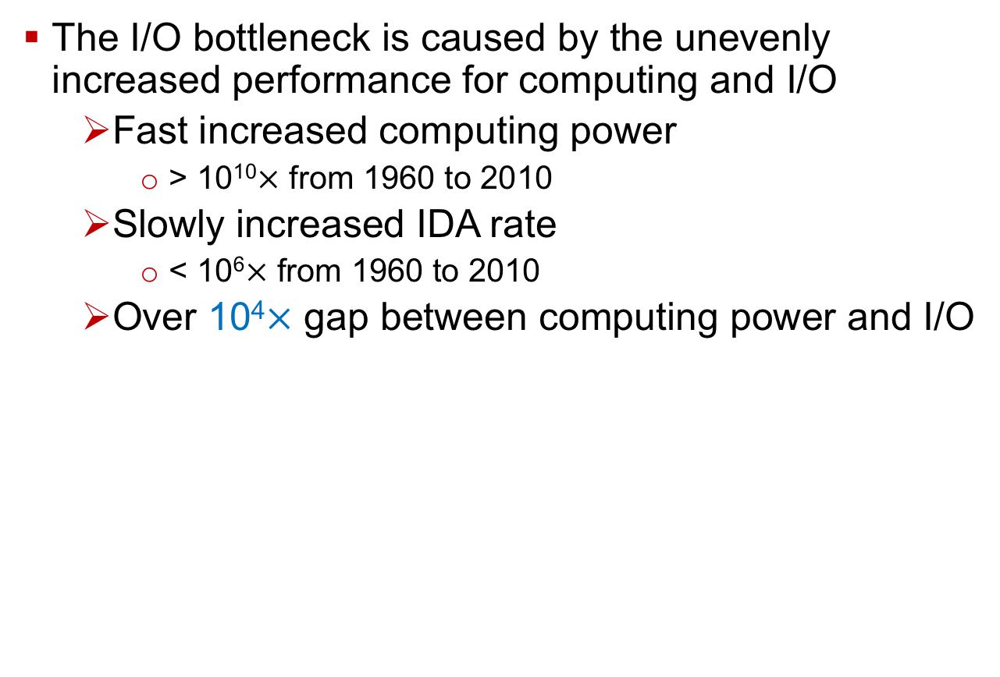 ▪ The I/O bottleneck is caused by the unevenly
increased performance for computing and I/O
➢Fast increased computing power
o > 10¹⁰× from 1960 to 2010
➢Slowly increased IDA rate
o < 10⁶× from 1960 to 2010
➢Over 10⁴× gap between computing power and I/O